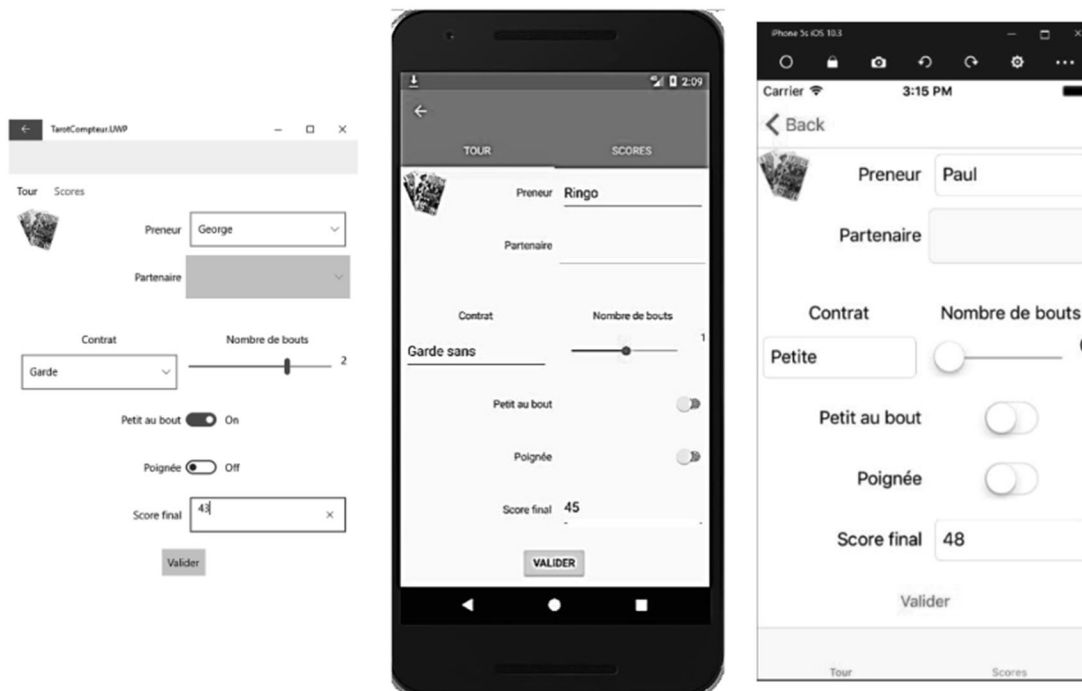 TarotCompteur.UWP
Tour Scores
Preneur George
Partenaire
Contrat Nombre de bouts
Garde 2
Petit au bout On
Poignée Off
Score final 43
Valider
2:09
TOUR SCORES
Preneur Ringo
Partenaire
Contrat Nombre de bouts
Garde sans 1
Petit au bout
Poignée
Score final 45
VALIDER
iPhone 5s iOS 10.3
Carrier 3:15 PM
Back
Preneur Paul
Partenaire
Contrat Nombre de bouts
Petite
Petit au bout
Poignée
Score final 48
Valider
Tour Scores